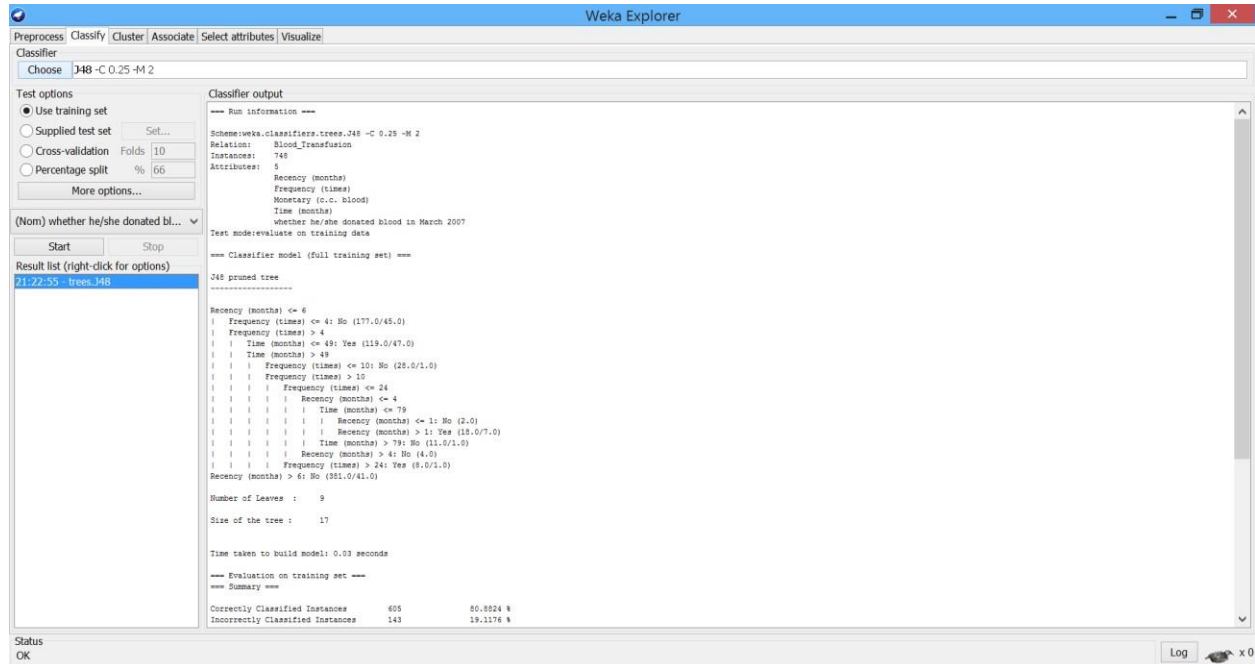 Weka Explorer
Preprocess Classify Cluster Associate Select attributes Visualize
Classifier
Choose J48 -C 0.25 -M 2
Test options
Use training set
Supplied test set Set...
Cross-validation Folds 10
Percentage split % 66
More options...
(Nom) whether he/she donated bl...
Start Stop
Result list (right-click for options)
21:22:55 - trees.J48
Classifier output
=== Run information ===
Scheme:weka.classifiers.trees.J48 -C 0.25 -M 2
Relation: Blood_Transfusion
Instances: 748
Attributes: 5
Recency (months)
Frequency (times)
Monetary (c.c. blood)
Time (months)
whether he/she donated blood in March 2007
Test mode:evaluate on training data
=== Classifier model (full training set) ===
J48 pruned tree
------------------
Recency (months) <= 6
| Frequency (times) <= 4: No (177.0/45.0)
| Frequency (times) > 4
| | Time (months) <= 49: Yes (119.0/47.0)
| | Time (months) > 49
| | | Frequency (times) <= 10: No (28.0/1.0)
| | | Frequency (times) > 10
| | | | Frequency (times) <= 24
| | | | | Recency (months) <= 4
| | | | | | Time (months) <= 79
| | | | | | | Recency (months) <= 1: No (2.0)
| | | | | | | Recency (months) > 1: Yes (18.0/7.0)
| | | | | | Time (months) > 79: No (11.0/1.0)
| | | | | Recency (months) > 4: No (4.0)
| | | | Frequency (times) > 24: Yes (8.0/1.0)
Recency (months) > 6: No (381.0/41.0)
Number of Leaves : 9
Size of the tree : 17
Time taken to build model: 0.03 seconds
=== Evaluation on training set ===
=== Summary ===
Correctly Classified Instances 605 80.8824 %
Incorrectly Classified Instances 143 19.1176 %
Status
OK
Log x 0